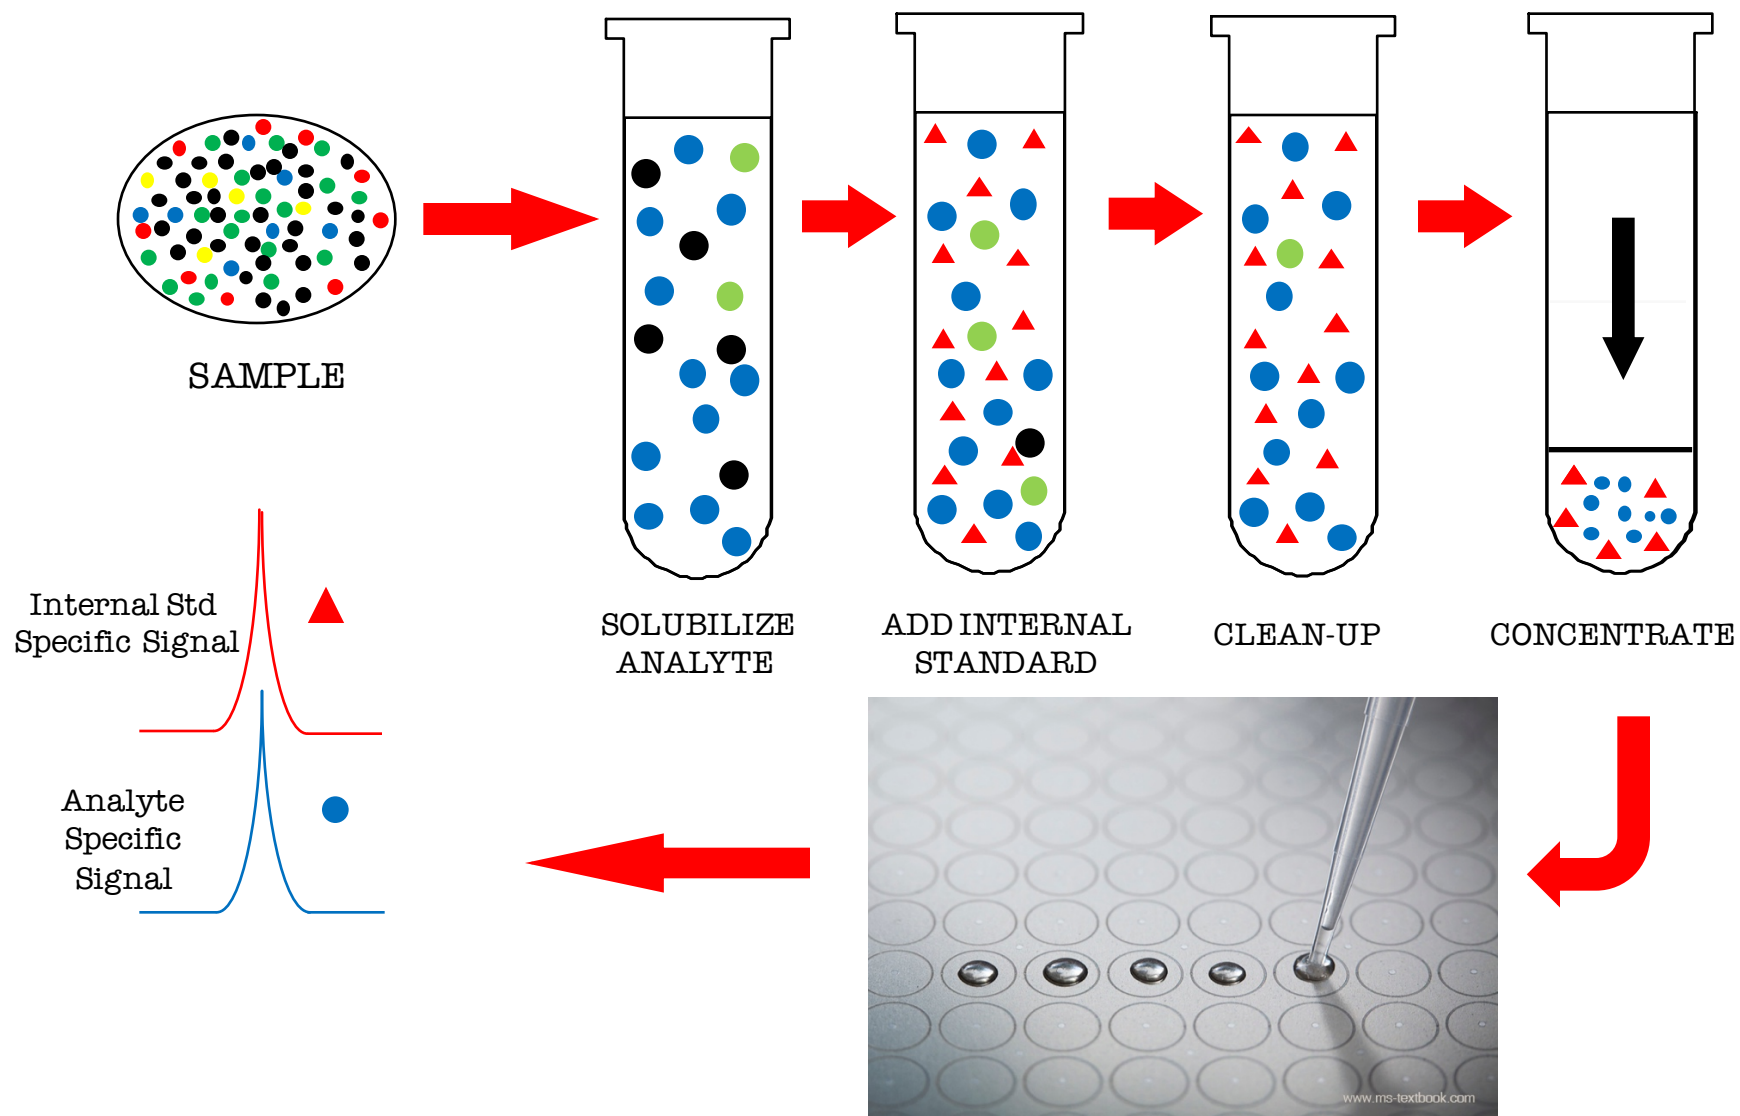 SAMPLE
SOLUBILIZE
ANALYTE
ADD INTERNAL
STANDARD
CLEAN-UP
CONCENTRATE
Internal Std
Specific Signal
Analyte
Specific
Signal
www.ms-textbook.com